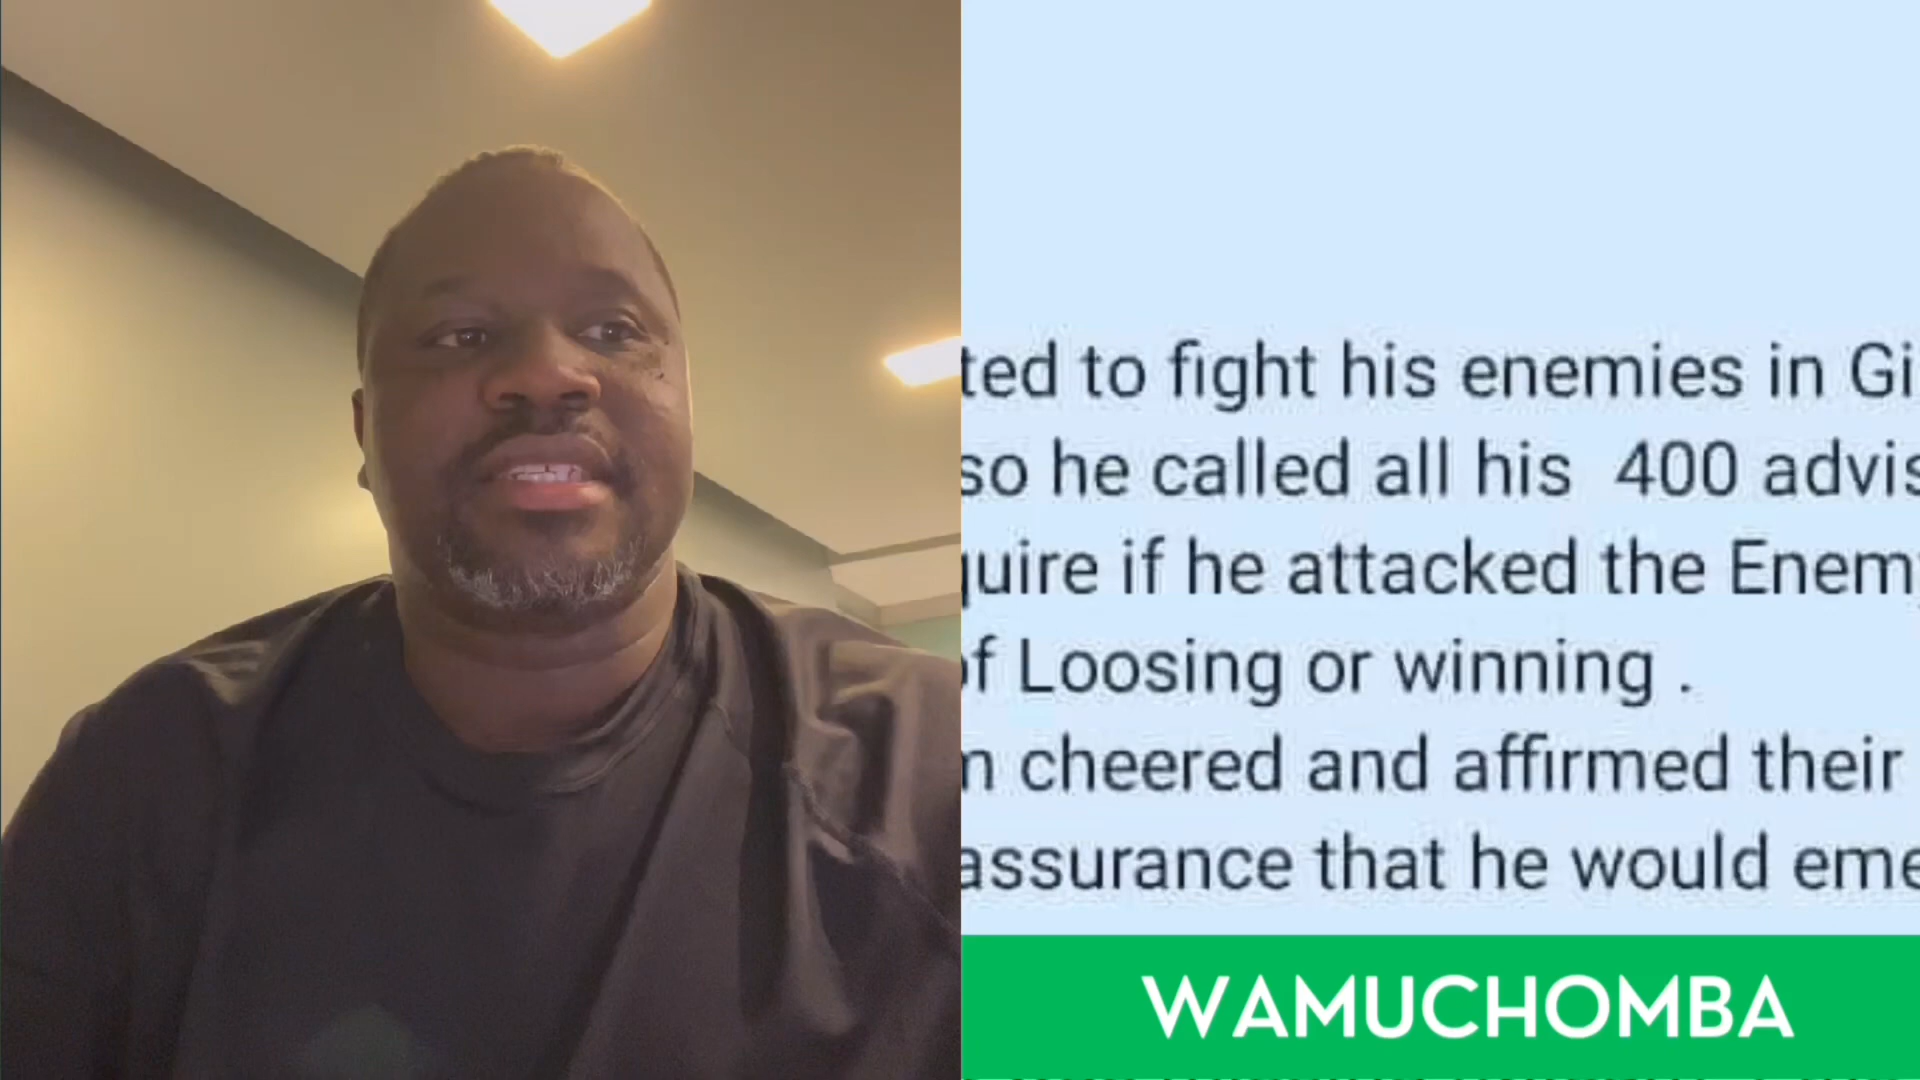 ted to fight his enemies in Gi
so he called all his 400 advis
quire if he attacked the Enemy
of Loosing or winning .
cheered and affirmed their
assurance that he would eme
WAMUCHOMBA